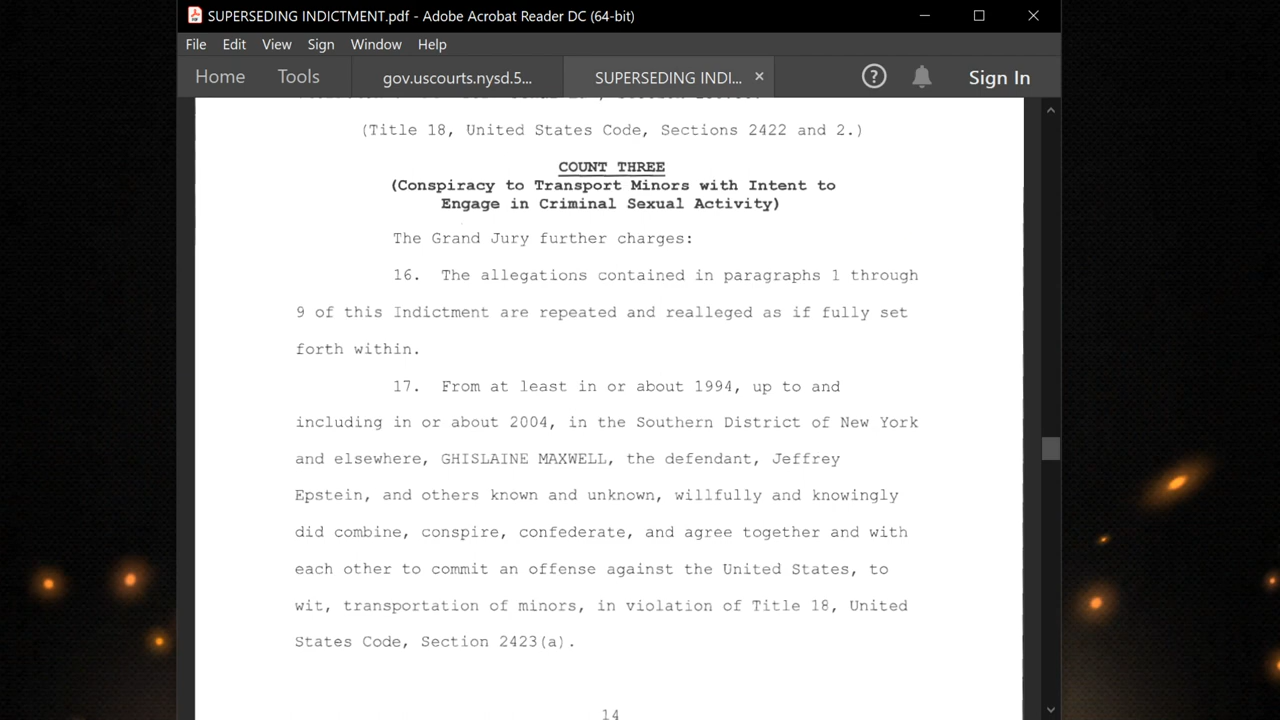 SUPERSEDING INDICTMENT.pdf - Adobe Acrobat Reader DC (64-bit)
File Edit View Sign Window Help
Home Tools gov.uscourts.nysd.5... SUPERSEDING INDI... × ? Sign In
(Title 18, United States Code, Sections 2422 and 2.)
COUNT THREE
(Conspiracy to Transport Minors with Intent to
Engage in Criminal Sexual Activity)
The Grand Jury further charges:
16. The allegations contained in paragraphs 1 through
9 of this Indictment are repeated and realleged as if fully set
forth within.
17. From at least in or about 1994, up to and
including in or about 2004, in the Southern District of New York
and elsewhere, GHISLAINE MAXWELL, the defendant, Jeffrey
Epstein, and others known and unknown, willfully and knowingly
did combine, conspire, confederate, and agree together and with
each other to commit an offense against the United States, to
wit, transportation of minors, in violation of Title 18, United
States Code, Section 2423(a).
14